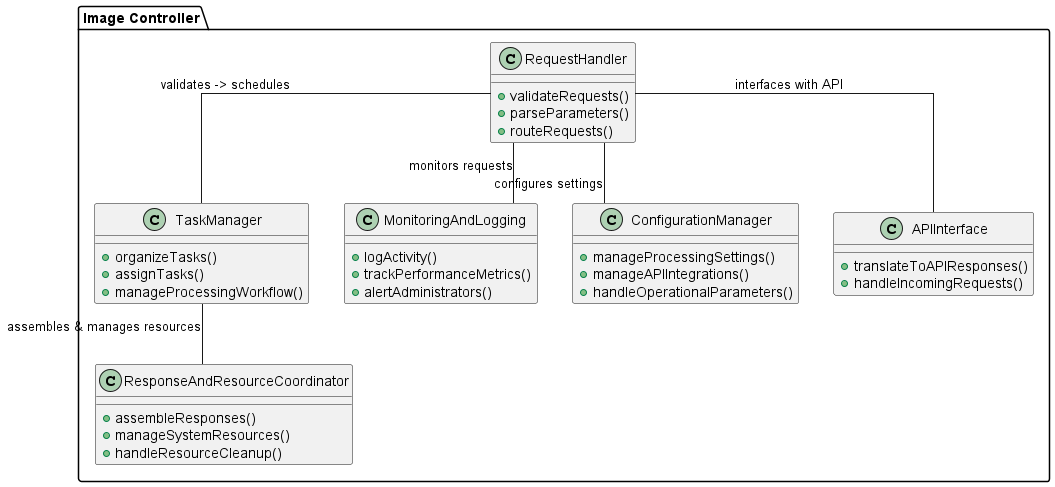 Image Controller
C RequestHandler
validateRequests()
parseParameters()
routeRequests()
validates -> schedules
interfaces with API
monitors requests
configures settings
C TaskManager
organizeTasks()
assignTasks()
manageProcessingWorkflow()
C MonitoringAndLogging
logActivity()
trackPerformanceMetrics()
alertAdministrators()
C ConfigurationManager
manageProcessingSettings()
manageAPIIntegrations()
handleOperationalParameters()
C APIInterface
translateToAPIResponses()
handleIncomingRequests()
assembles & manages resources
C ResponseAndResourceCoordinator
assembleResponses()
manageSystemResources()
handleResourceCleanup()